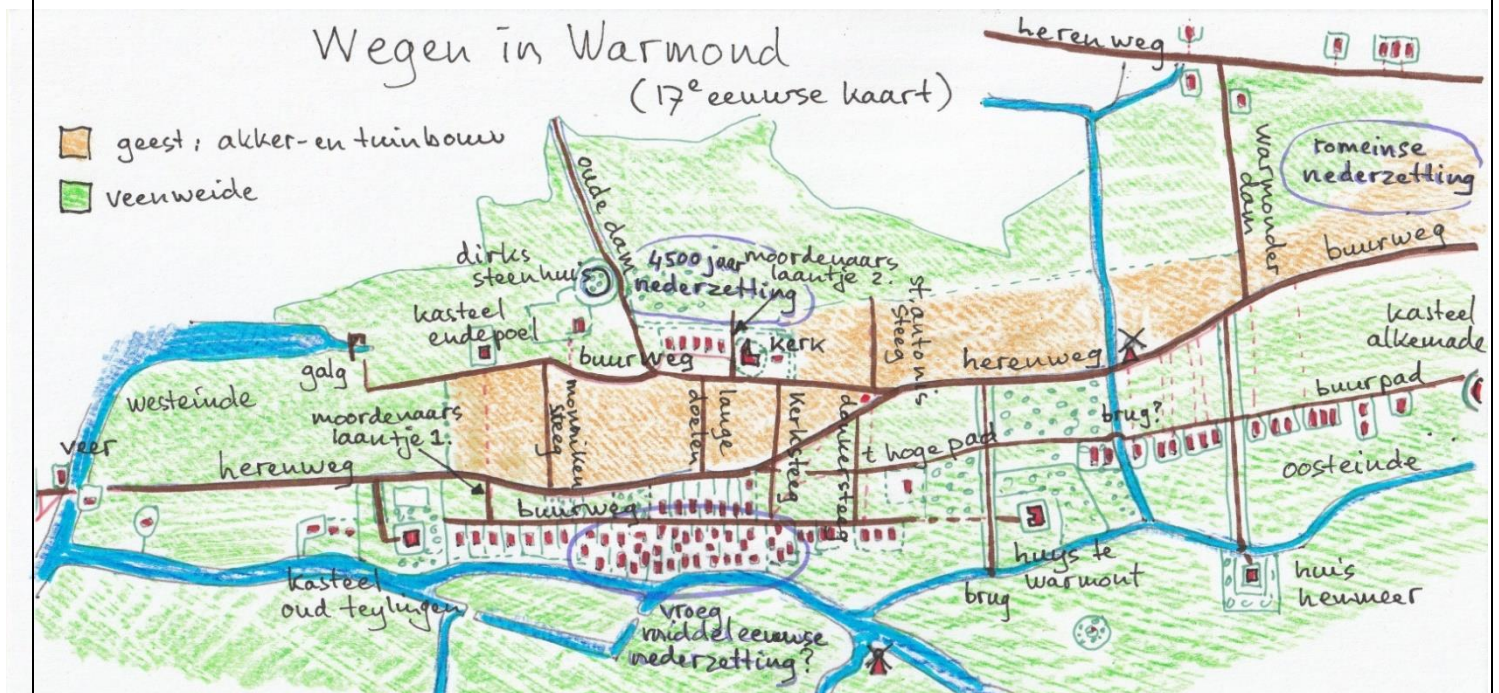 Wegen in Warmond
(17e eeuwse kaart)
geest: akker- en tuinbouw
veenweide
herenweg
oude dam
warmonder
dam
romeinse
nederzetting
buurweg
dirks
steenhuis
4500 jaar
nederzetting
moordenaars
laantje 2.
st. antonis
steeg
kasteel
endepoel
galg
buurweg
kerk
herenweg
kasteel
alkemade
westeinde
moordenaars
laantje 1.
monniken
steeg
lange
doelen
kerksteeg
dankersteeg
't hoge pad
brug?
buurpad
veer
herenweg
buurweg
oosteinde
kasteel
oud teylingen
vroeg
middeleeuwse
nederzetting?
brug
huys te
warmont
huis
hemmeer